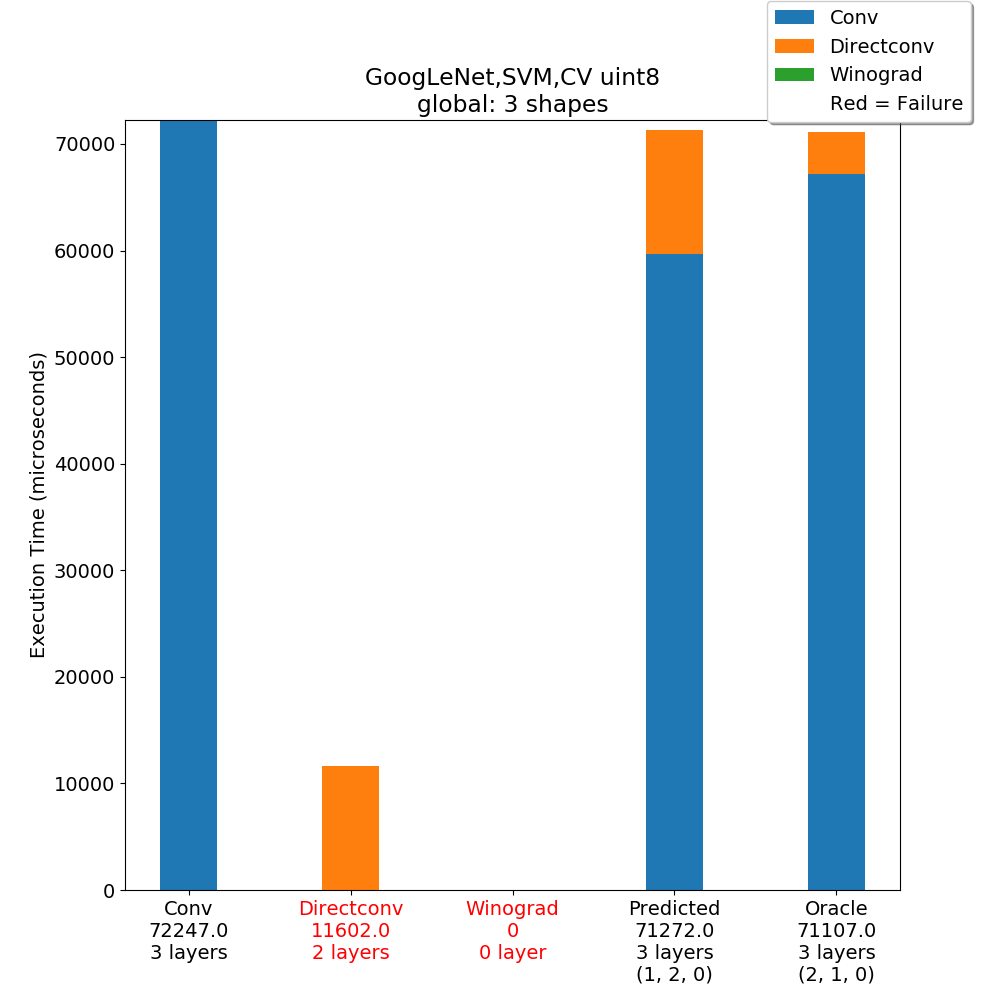 Conv
Directconv
Winograd
Red = Failure
GoogLeNet,SVM,CV uint8
global: 3 shapes
Execution Time (microseconds)
70000
60000
50000
40000
30000
20000
10000
0
Conv
72247.0
3 layers
Directconv
11602.0
2 layers
Winograd
0
0 layer
Predicted
71272.0
3 layers
(1, 2, 0)
Oracle
71107.0
3 layers
(2, 1, 0)